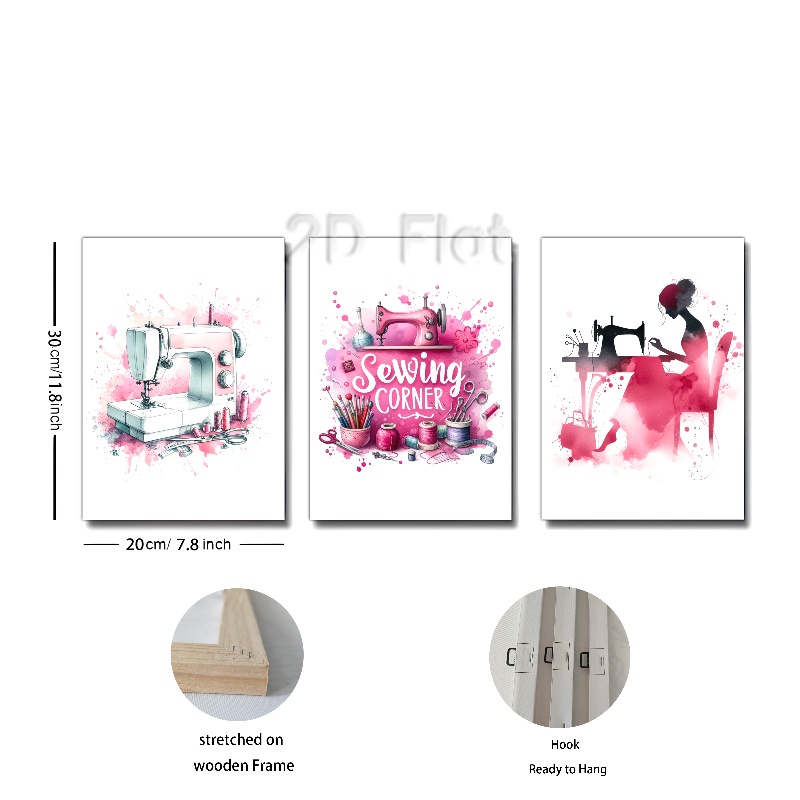 2D Flat
30cm/11.8inch
Sewing
CORNER
20cm/ 7.8 inch
stretched on
wooden Frame
Hook
Ready to Hang